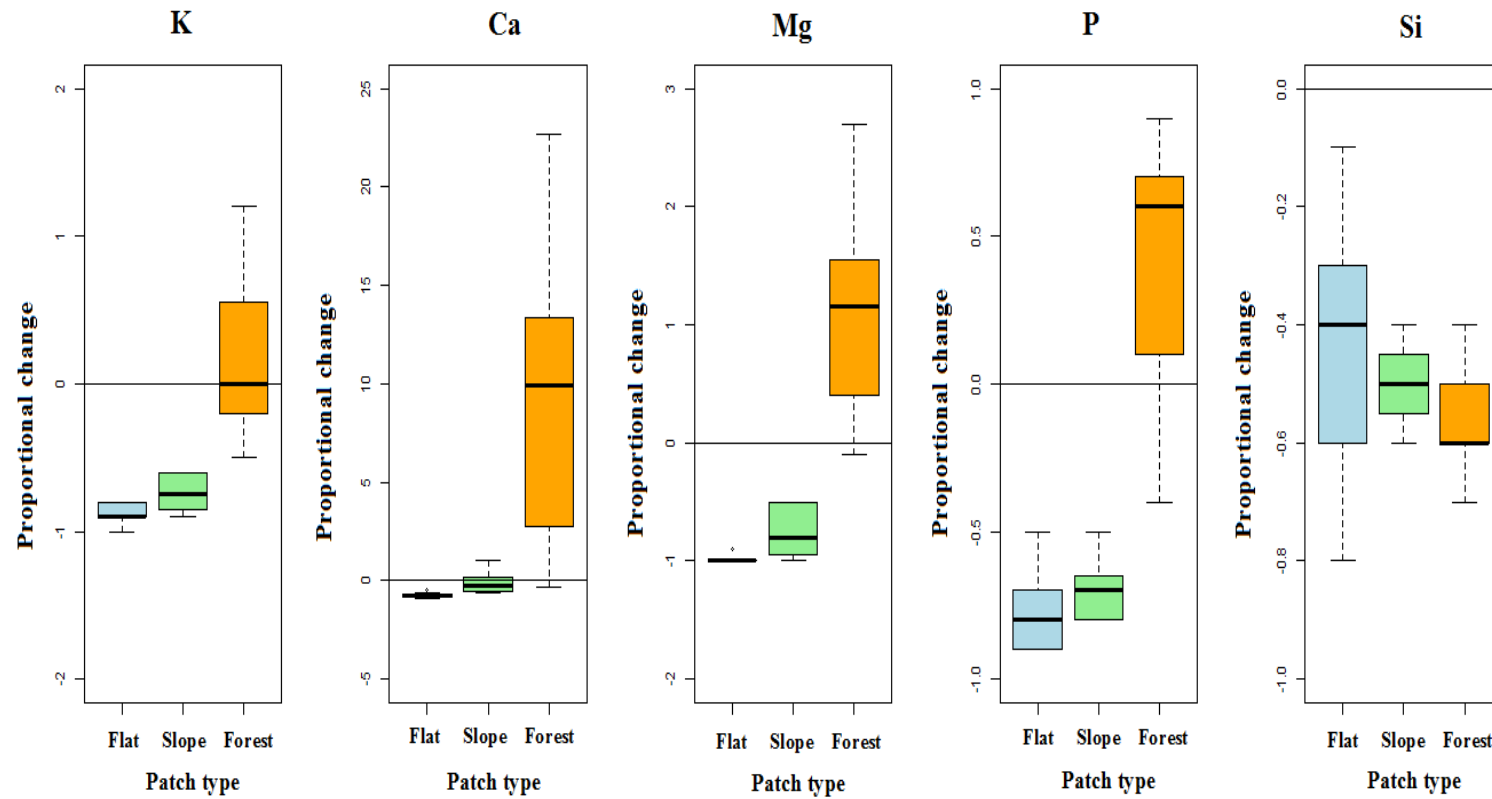 K
Ca
Mg
P
Si
Proportional change
2
1
0
-1
-2
Flat Slope Forest
Patch type
Proportional change
25
20
15
10
5
0
-5
Flat Slope Forest
Patch type
Proportional change
3
2
1
0
-1
-2
Flat Slope Forest
Patch type
Proportional change
1.0
0.5
0.0
-0.5
-1.0
Flat Slope Forest
Patch type
Proportional change
0.0
-0.2
-0.4
-0.6
-0.8
-1.0
Flat Slope Forest
Patch type